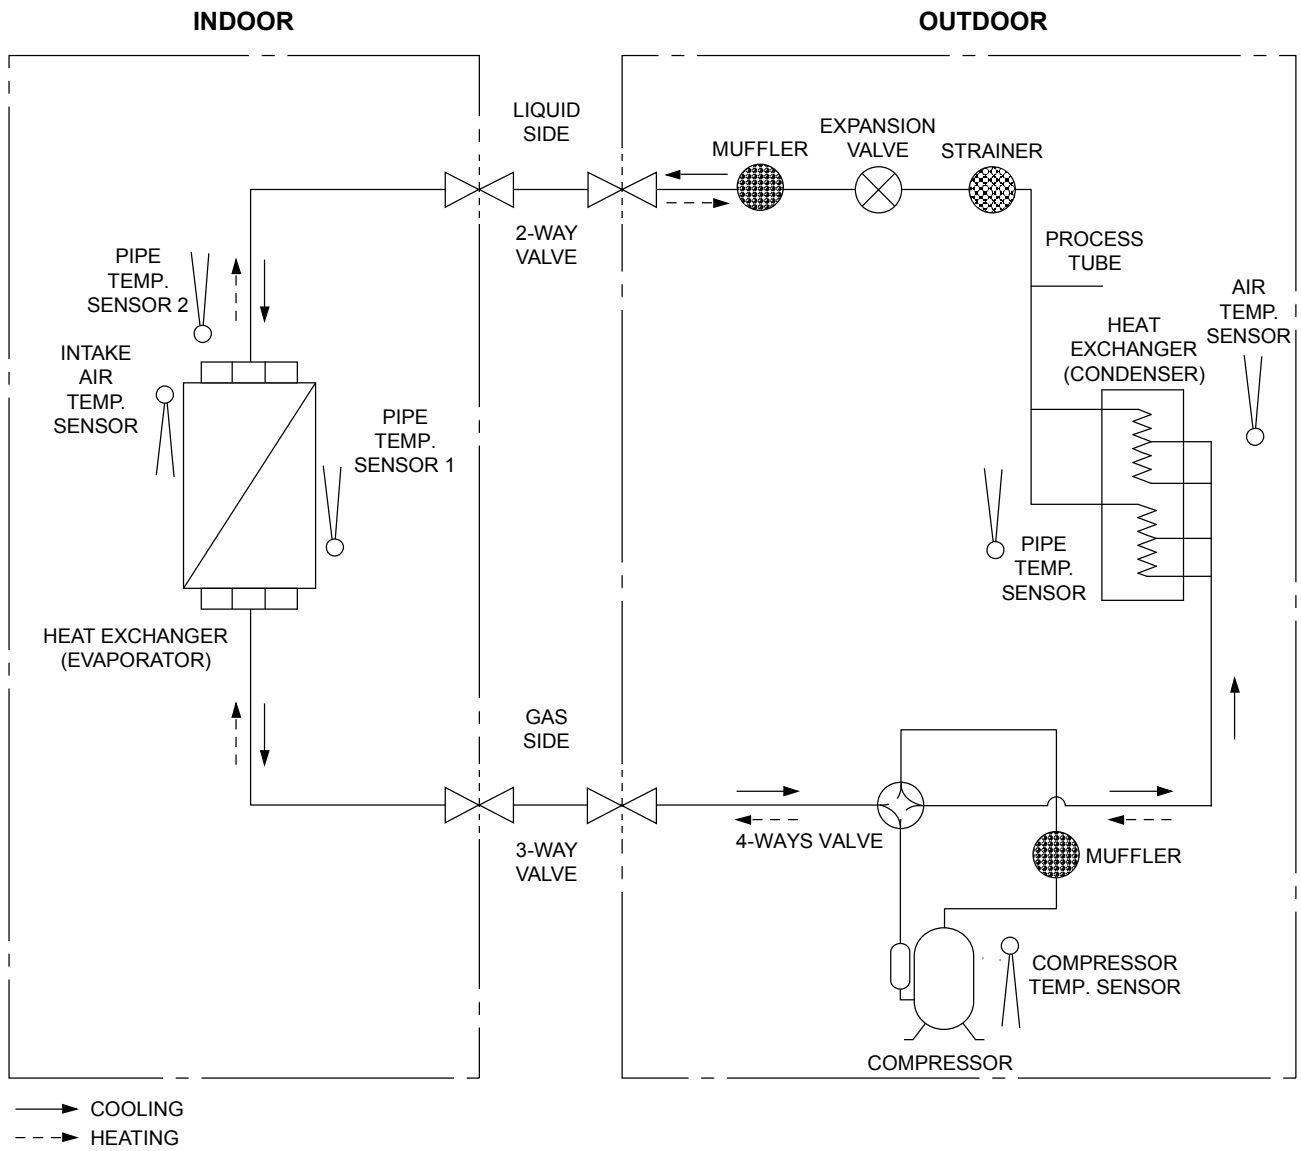 INDOOR
OUTDOOR
LIQUID
SIDE
MUFFLER
EXPANSION
VALVE
STRAINER
2-WAY
VALVE
PROCESS
TUBE
PIPE
TEMP.
SENSOR 2
INTAKE
AIR
TEMP.
SENSOR
PIPE
TEMP.
SENSOR 1
HEAT
EXCHANGER
(CONDENSER)
AIR
TEMP.
SENSOR
PIPE
TEMP.
SENSOR
HEAT EXCHANGER
(EVAPORATOR)
GAS
SIDE
3-WAY
VALVE
4-WAYS VALVE
MUFFLER
COMPRESSOR
TEMP. SENSOR
COMPRESSOR
COOLING
HEATING